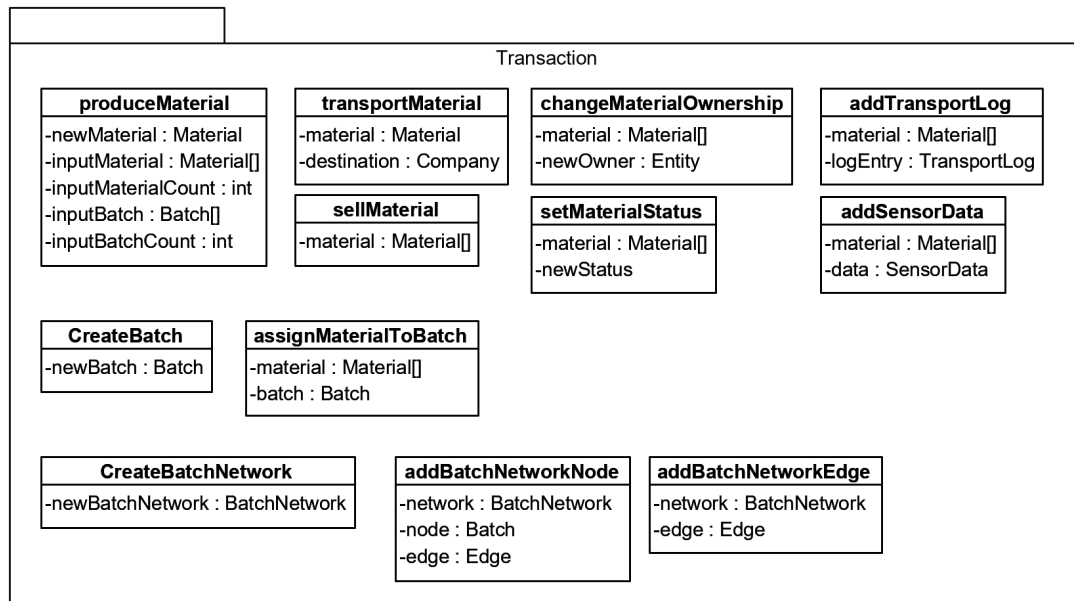 Transaction
produceMaterial
-newMaterial : Material
-inputMaterial : Material[]
-inputMaterialCount : int
-inputBatch : Batch[]
-inputBatchCount : int
transportMaterial
-material : Material
-destination : Company
changeMaterialOwnership
-material : Material[]
-newOwner : Entity
addTransportLog
-material : Material[]
-logEntry : TransportLog
sellMaterial
-material : Material[]
setMaterialStatus
-material : Material[]
-newStatus
addSensorData
-material : Material[]
-data : SensorData
CreateBatch
-newBatch : Batch
assignMaterialToBatch
-material : Material[]
-batch : Batch
CreateBatchNetwork
-newBatchNetwork : BatchNetwork
addBatchNetworkNode
-network : BatchNetwork
-node : Batch
-edge : Edge
addBatchNetworkEdge
-network : BatchNetwork
-edge : Edge